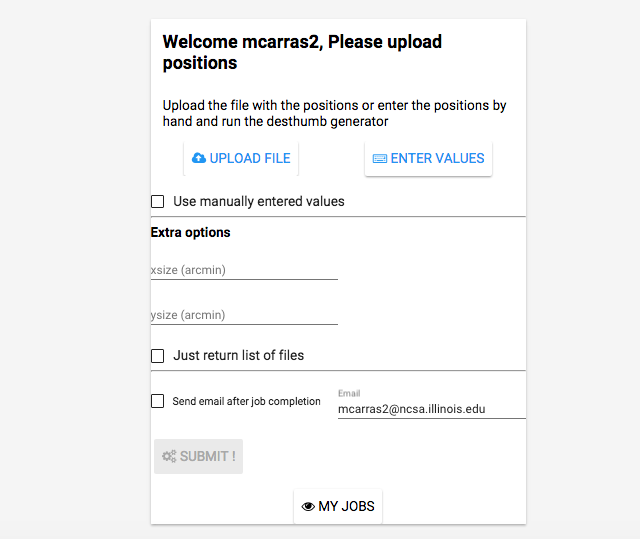 Welcome mcarras2, Please upload
positions
Upload the file with the positions or enter the positions by
hand and run the desthumb generator
UPLOAD FILE
ENTER VALUES
Use manually entered values
Extra options
xsize (arcmin)
ysize (arcmin)
Just return list of files
Send email after job completion
Email
mcarras2@ncsa.illinois.edu
SUBMIT !
MY JOBS